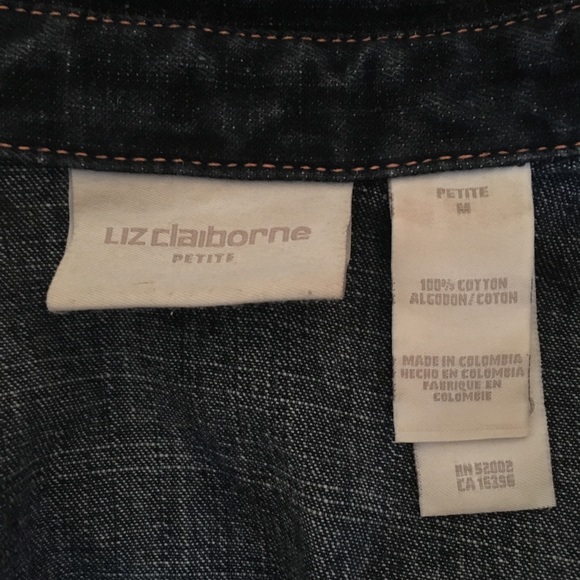 LIZ claiborne
PETITE
PETITE
M
100% COTTON
ALGODON/COTON
MADE IN COLOMBIA
HECHO EN COLOMBIA
FABRIQUE EN
COLOMBIE
RN 52002
CA 16396